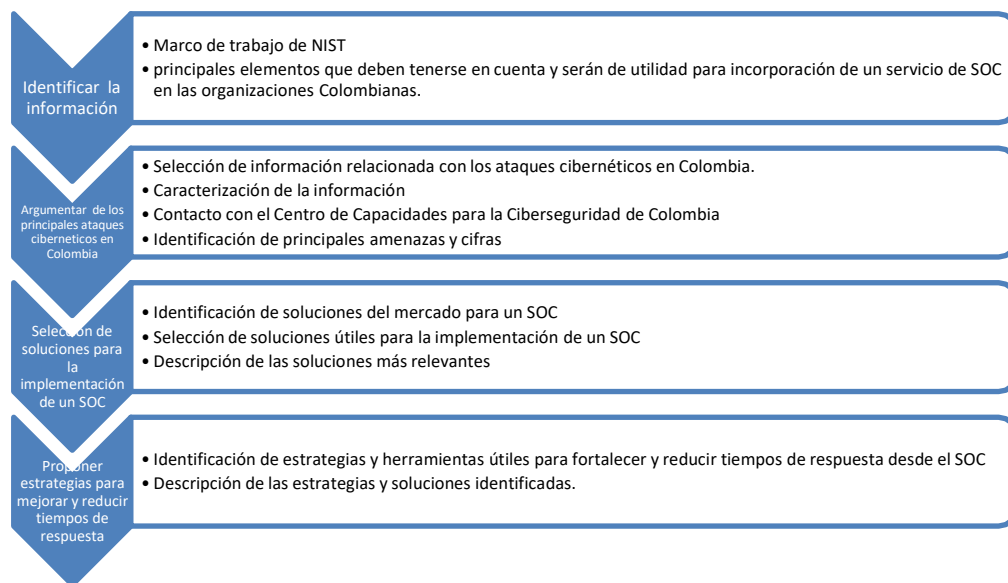 Identificar la
información
• Marco de trabajo de NIST
• principales elementos que deben tenerse en cuenta y serán de utilidad para incorporación de un servicio de SOC
en las organizaciones Colombianas.
Argumentar de los
principales ataques
ciberneticos en
Colombia
• Selección de información relacionada con los ataques cibernéticos en Colombia.
• Caracterización de la información
• Contacto con el Centro de Capacidades para la Ciberseguridad de Colombia
• Identificación de principales amenazas y cifras
Selección de
soluciones para
la
implementación
de un SOC
• Identificación de soluciones del mercado para un SOC
• Selección de soluciones útiles para la implementación de un SOC
• Descripción de las soluciones más relevantes
Proponer
estrategias para
mejorar y reducir
tiempos de
respuesta
• Identificación de estrategias y herramientas útiles para fortalecer y reducir tiempos de respuesta desde el SOC
• Descripción de las estrategias y soluciones identificadas.